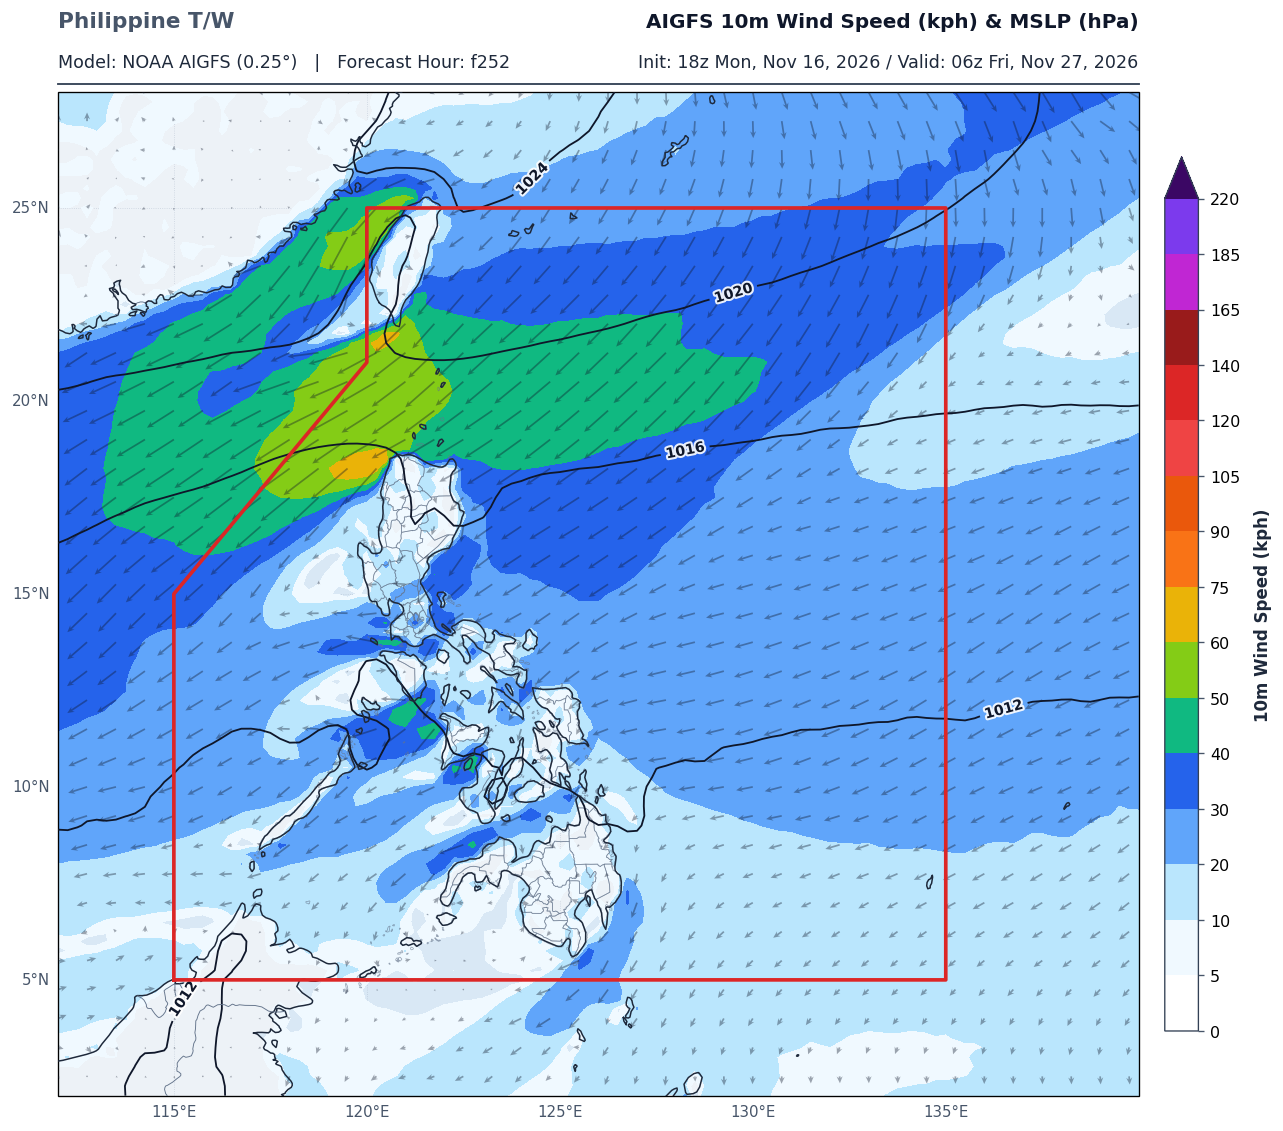 Philippine T/W
AIGFS 10m Wind Speed (kph) & MSLP (hPa)
Model: NOAA AIGFS (0.25°)   |   Forecast Hour: f252
Init: 18z Mon, Nov 16, 2026 / Valid: 06z Fri, Nov 27, 2026
25°N
20°N
15°N
10°N
5°N
115°E
120°E
125°E
130°E
135°E
1024
1020
1016
1012
1012
220
185
165
140
120
105
90
75
60
50
40
30
20
10
5
0
10m Wind Speed (kph)